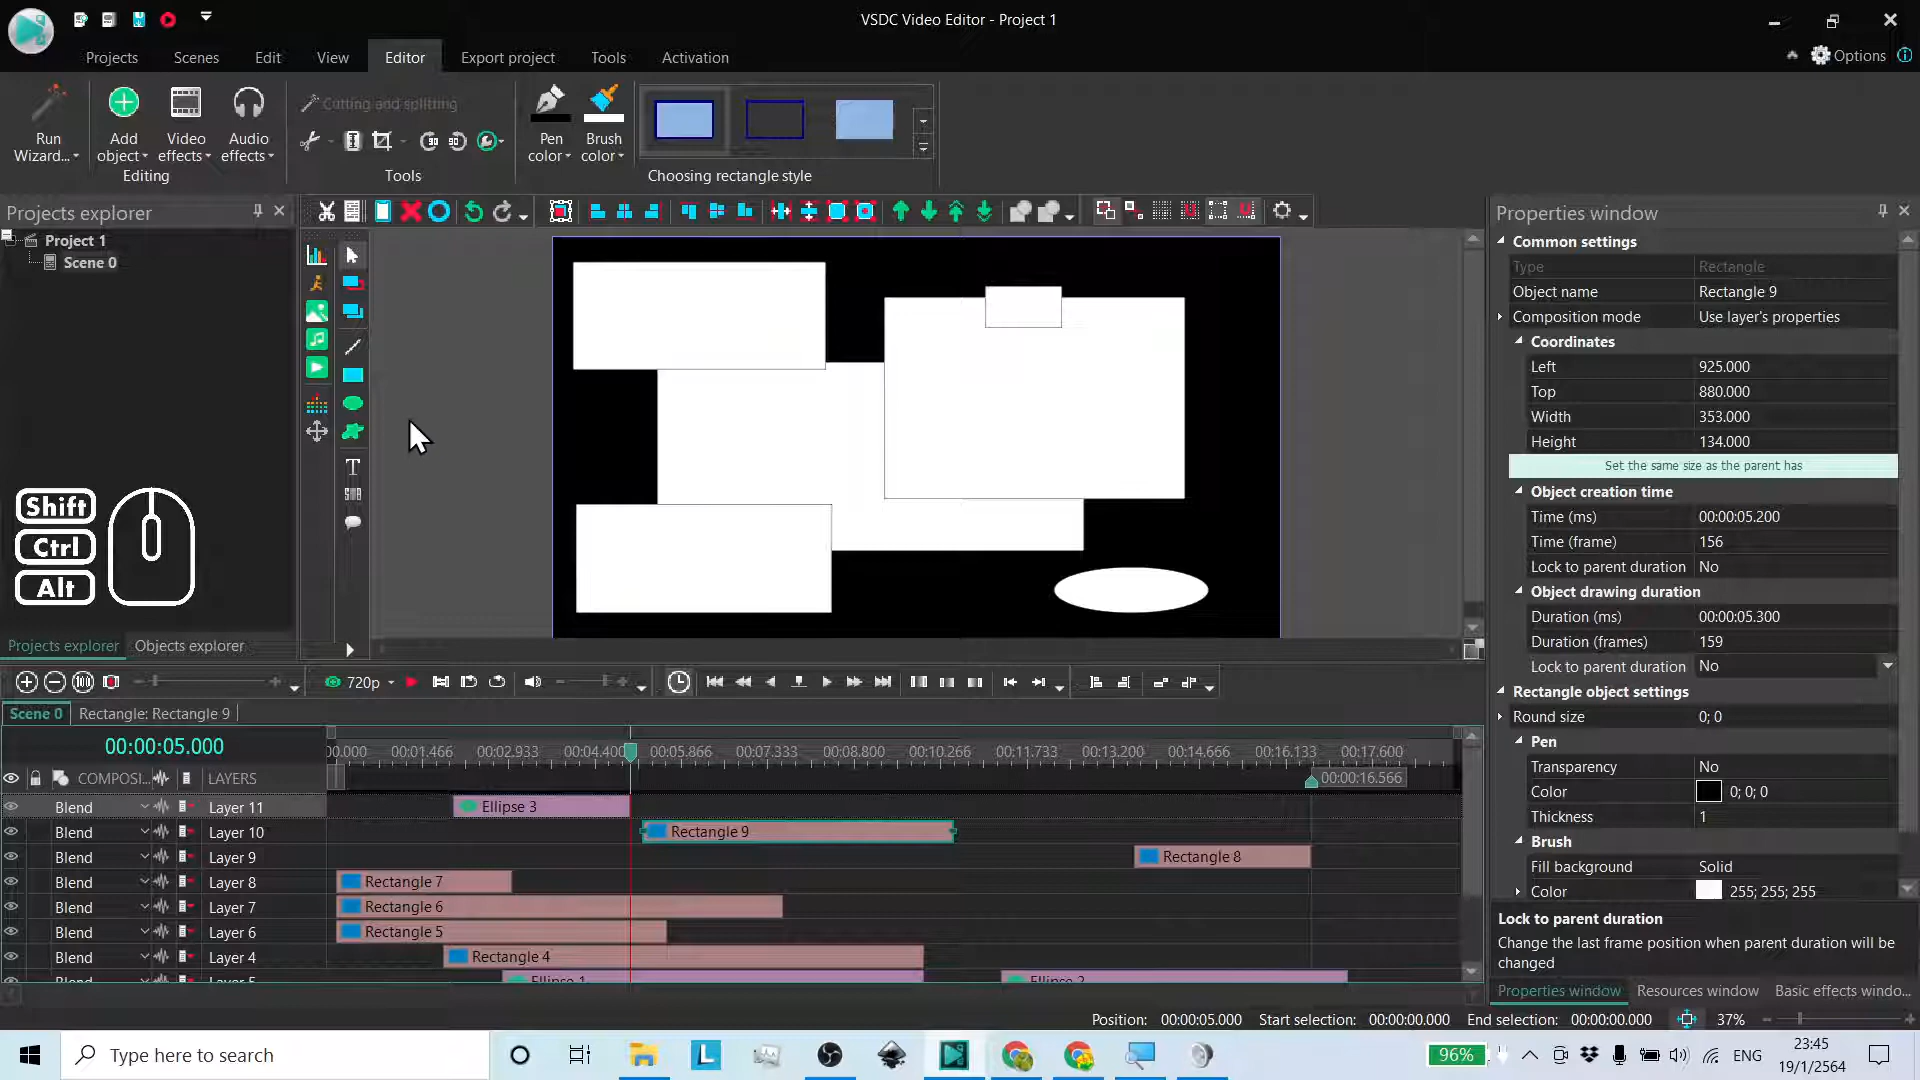 VSDC Video Editor - Project 1
Projects Scenes Edit View Editor Export project Tools Activation
Options
Run Wizard...
Add object
Video effects
Audio effects
Editing
Cutting and splitting
Tools
Pen color
Brush color
Choosing rectangle style
Projects explorer
Project 1
Scene 0
Shift
Ctrl
Alt
Projects explorer Objects explorer
Properties window
Common settings
Type Rectangle
Object name Rectangle 9
Composition mode Use layer's properties
Coordinates
Left 925.000
Top 880.000
Width 353.000
Height 134.000
Set the same size as the parent has
Object creation time
Time (ms) 00:00:05.200
Time (frame) 156
Lock to parent duration No
Object drawing duration
Duration (ms) 00:00:05.300
Duration (frames) 159
Lock to parent duration No
Rectangle object settings
Round size 0; 0
Pen
Transparency No
Color 0; 0; 0
Thickness 1
Brush
Fill background Solid
Color 255; 255; 255
Lock to parent duration
Change the last frame position when parent duration will be
changed
Properties window Resources window Basic effects windo...
720p
Scene 0 Rectangle: Rectangle 9
00:00:05.000
00.000 00:01.466 00:02.933 00:04.400 00:05.866 00:07.333 00:08.800 00:10.266 00:11.733 00:13.200 00:14.666 00:16.133 00:17.600
COMPOSI... LAYERS
00:00:16.566
Blend Layer 11 Ellipse 3
Blend Layer 10 Rectangle 9
Blend Layer 9 Rectangle 8
Blend Layer 8 Rectangle 7
Blend Layer 7 Rectangle 6
Blend Layer 6 Rectangle 5
Blend Layer 4 Rectangle 4
Blend Layer 5 Ellipse 1 Ellipse 2
Position: 00:00:05.000 Start selection: 00:00:00.000 End selection: 00:00:00.000 37%
Type here to search
L
96%
ENG
23:45
19/1/2564